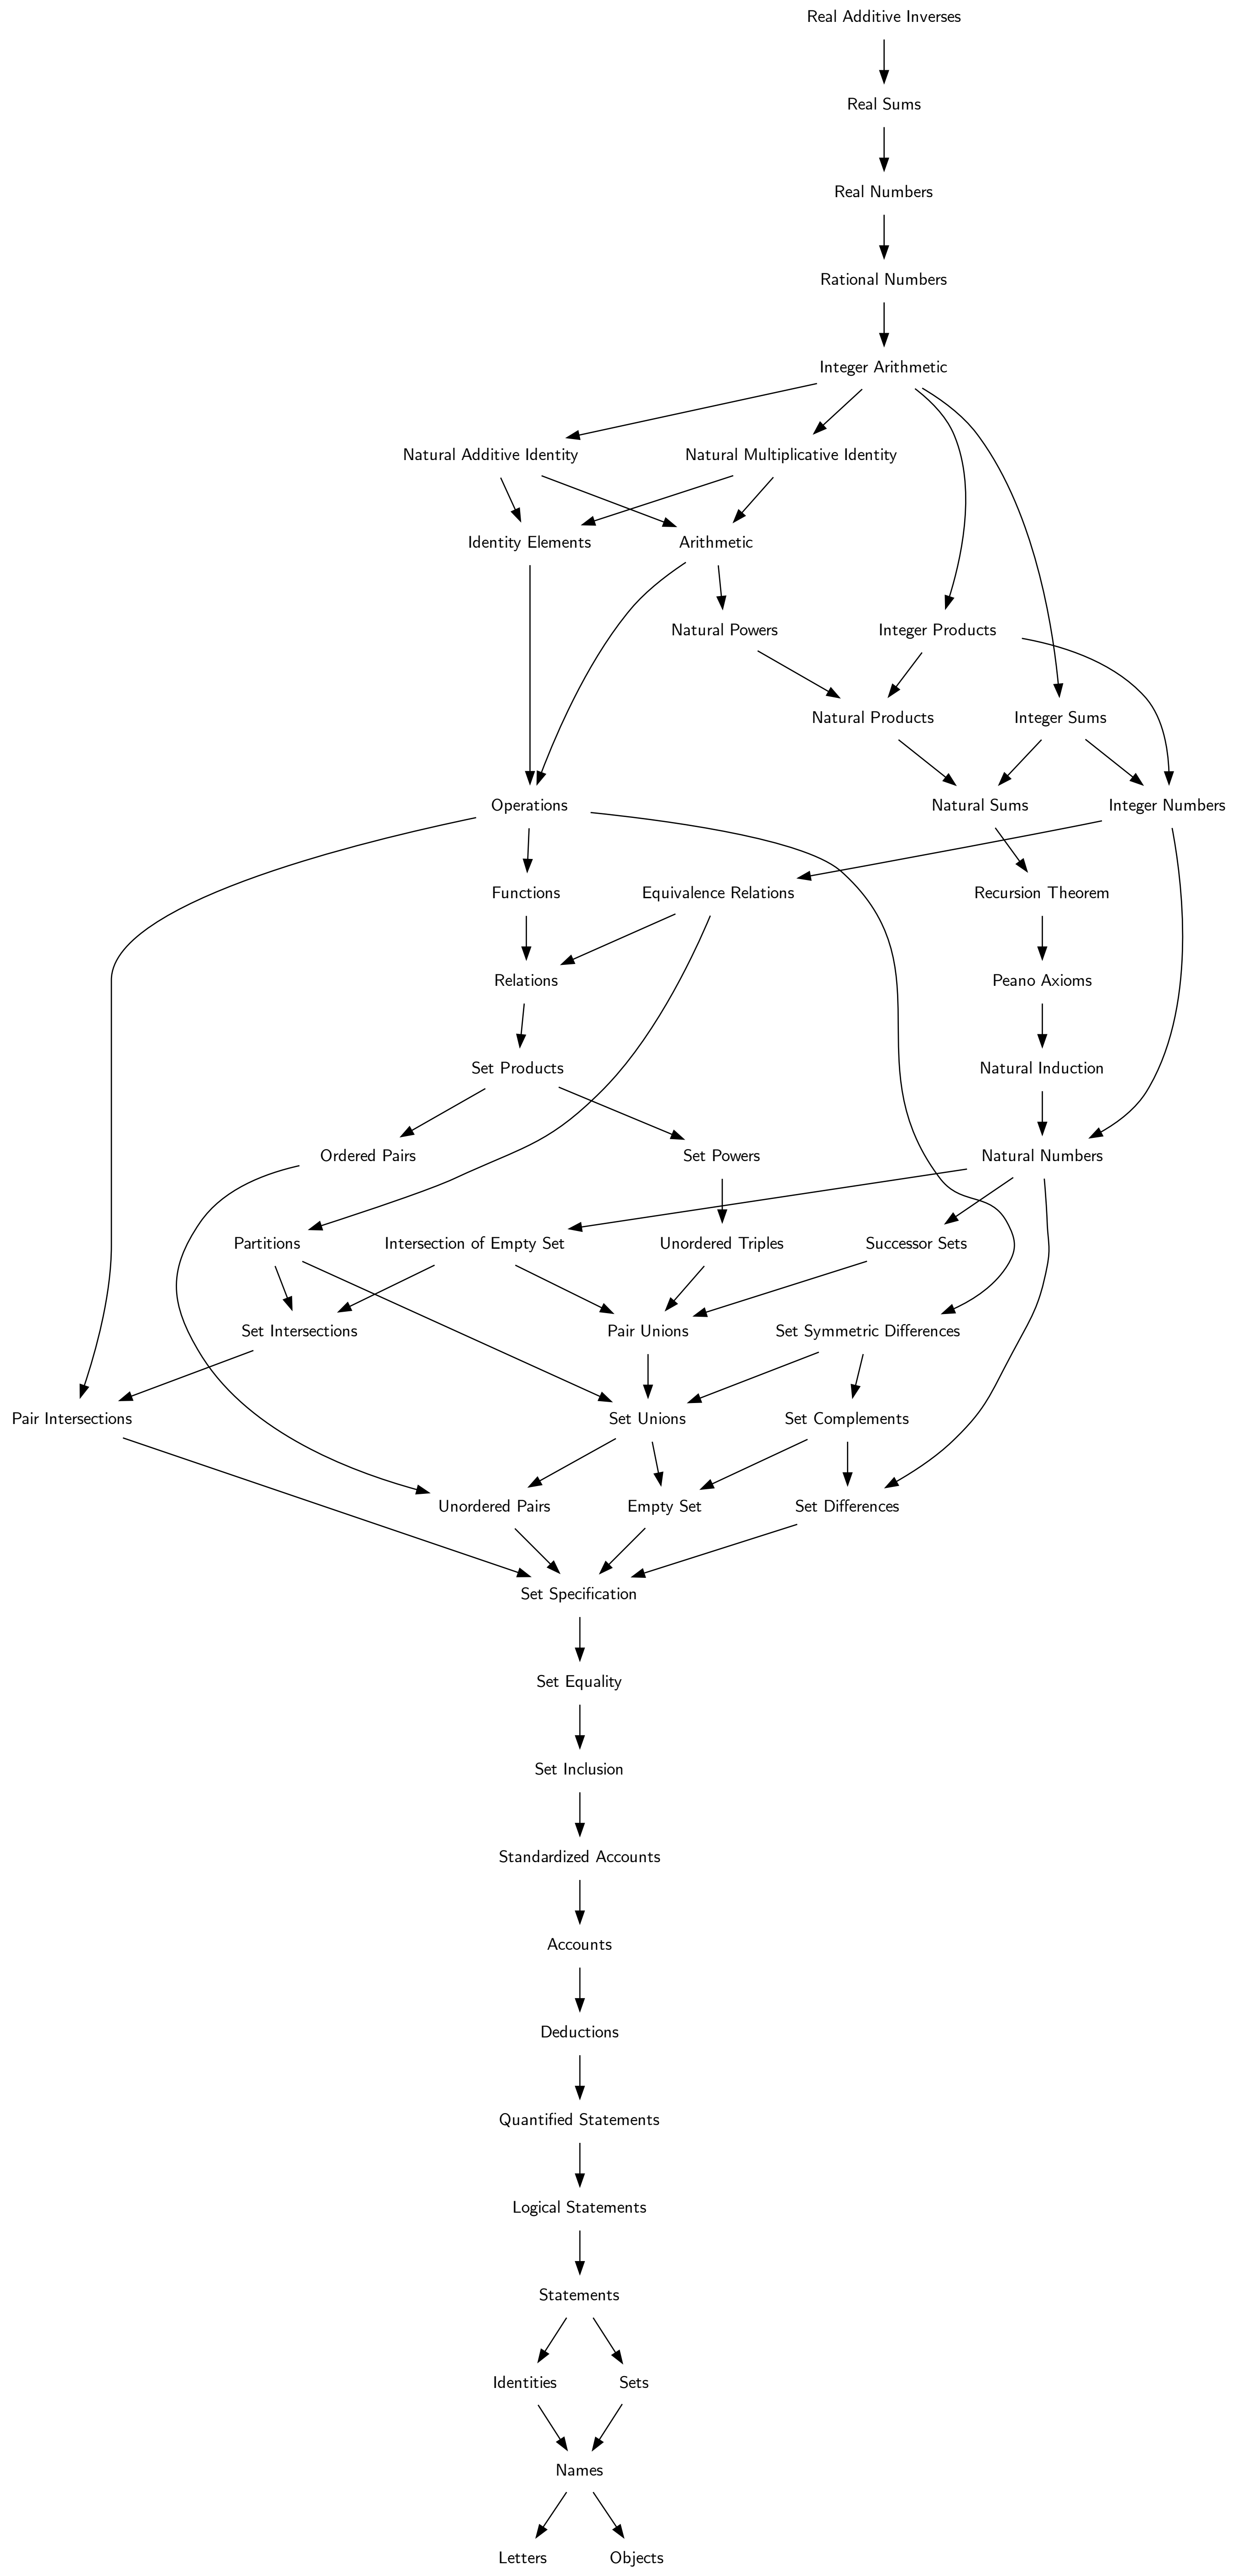 Real Additive Inverses
Real Sums
Real Numbers
Rational Numbers
Integer Arithmetic
Natural Additive Identity
Natural Multiplicative Identity
Identity Elements
Arithmetic
Natural Powers
Integer Products
Natural Products
Integer Sums
Operations
Natural Sums
Integer Numbers
Functions
Equivalence Relations
Recursion Theorem
Relations
Peano Axioms
Set Products
Natural Induction
Ordered Pairs
Set Powers
Natural Numbers
Partitions
Intersection of Empty Set
Unordered Triples
Successor Sets
Set Intersections
Pair Unions
Set Symmetric Differences
Pair Intersections
Set Unions
Set Complements
Unordered Pairs
Empty Set
Set Differences
Set Specification
Set Equality
Set Inclusion
Standardized Accounts
Accounts
Deductions
Quantified Statements
Logical Statements
Statements
Identities
Sets
Names
Letters
Objects